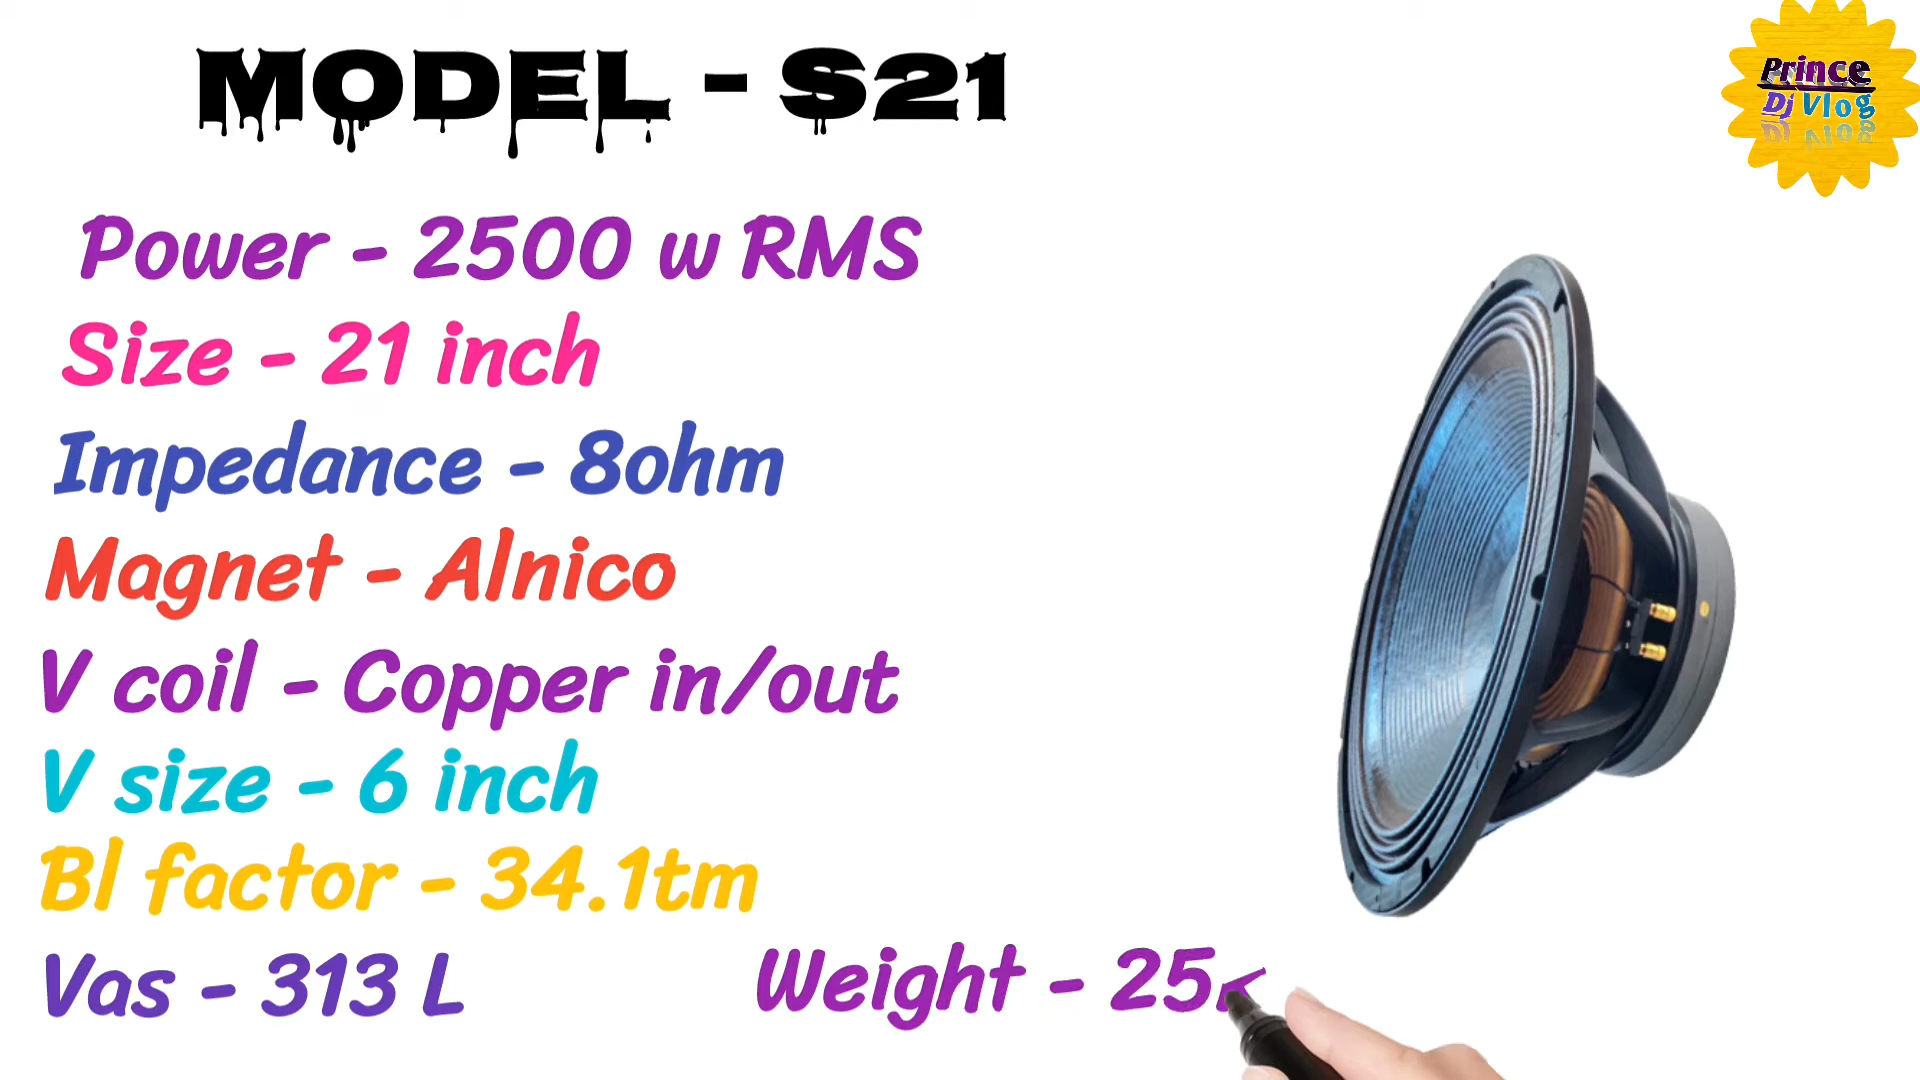 MODEL - S21
Prince
Dj Vlog
Power - 2500 w RMS
Size - 21 inch
Impedance - 8ohm
Magnet - Alnico
V coil - Copper in/out
V size - 6 inch
Bl factor - 34.1tm
Vas - 313 L
Weight - 25